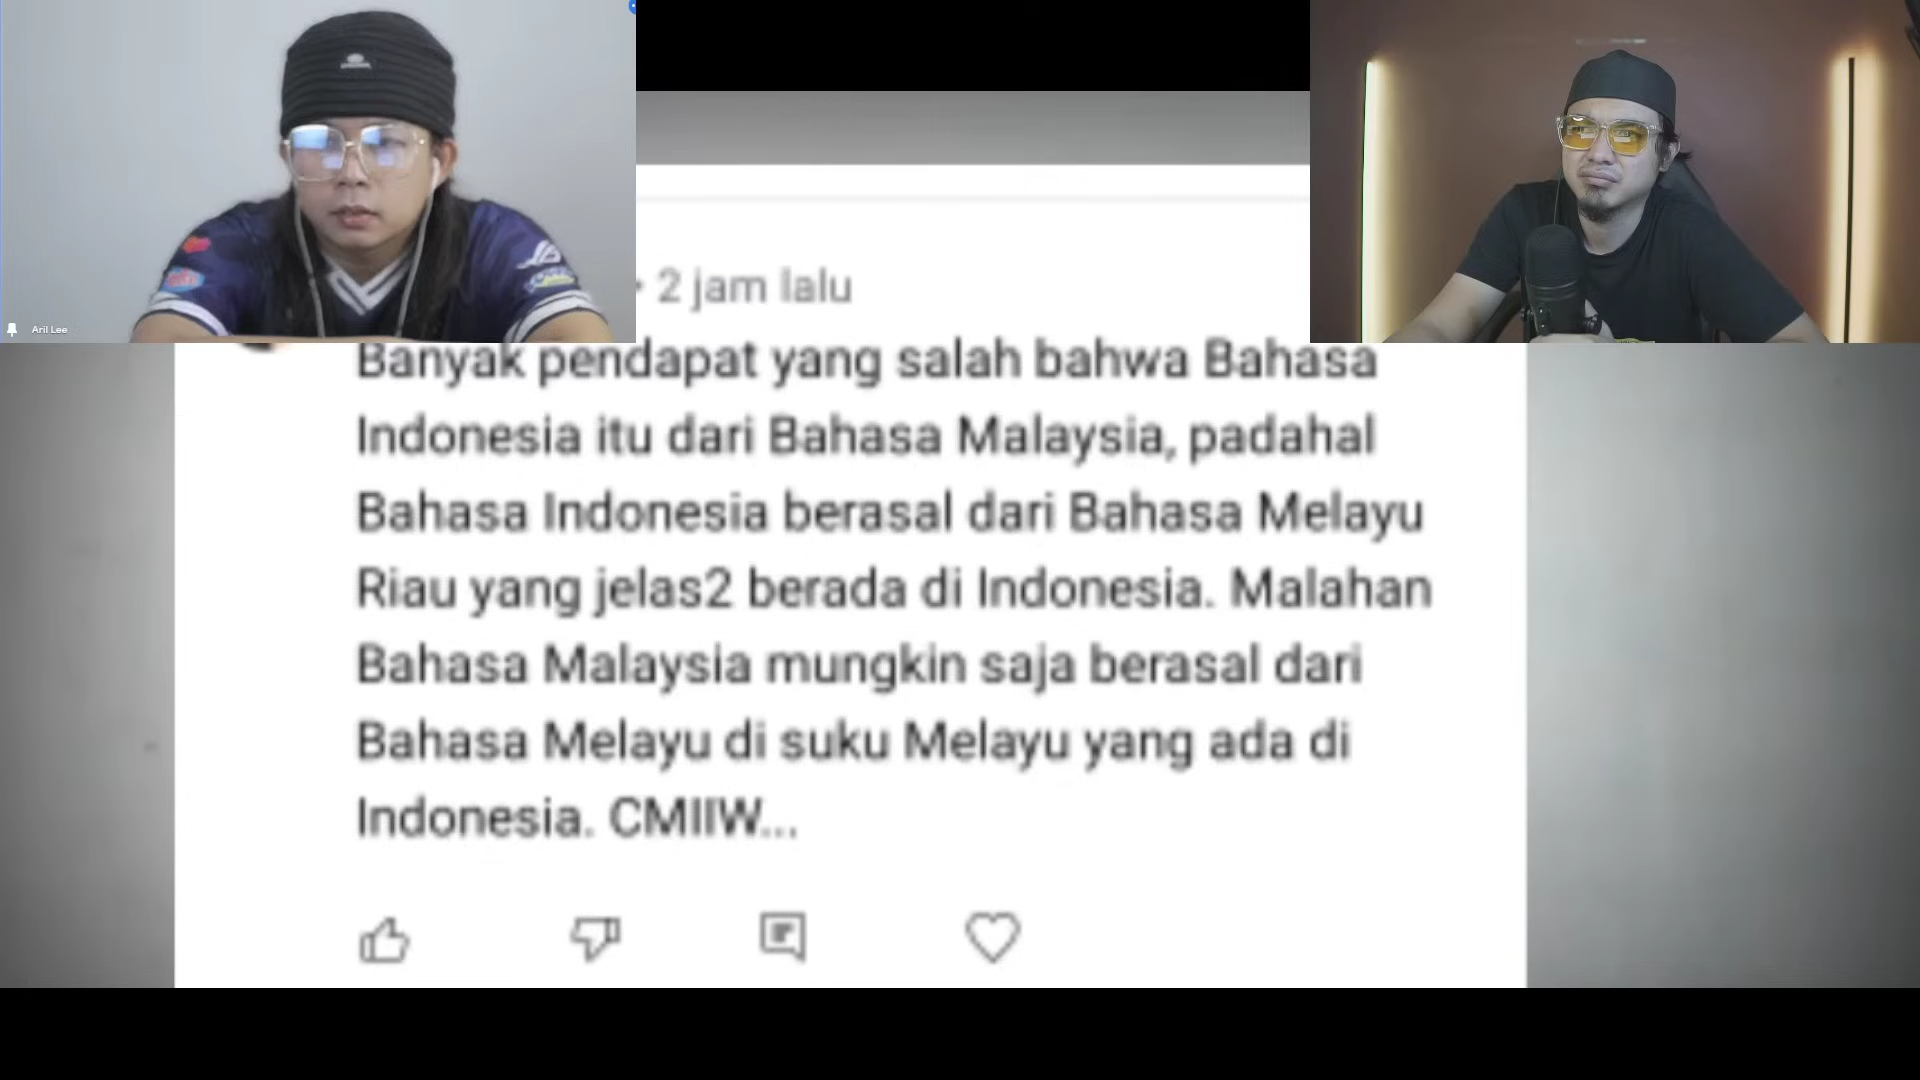 Aril Lee
2 jam lalu
Banyak pendapat yang salah bahwa Bahasa
Indonesia itu dari Bahasa Malaysia, padahal
Bahasa Indonesia berasal dari Bahasa Melayu
Riau yang jelas2 berada di Indonesia. Malahan
Bahasa Malaysia mungkin saja berasal dari
Bahasa Melayu di suku Melayu yang ada di
Indonesia. CMIIW...